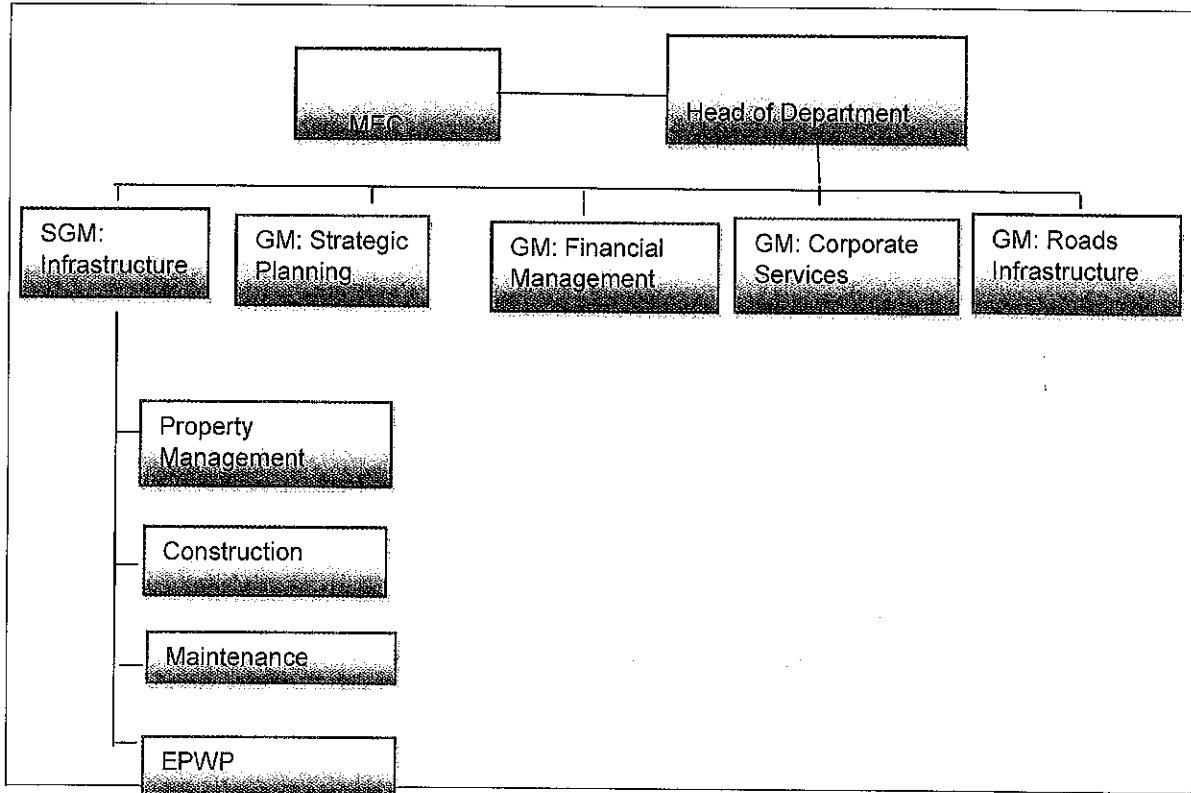 MEC
Head of Department
SGM:
Infrastructure
GM: Strategic
Planning
GM: Financial
Management
GM: Corporate
Services
GM: Roads
Infrastructure
Property
Management
Construction
Maintenance
EPWP